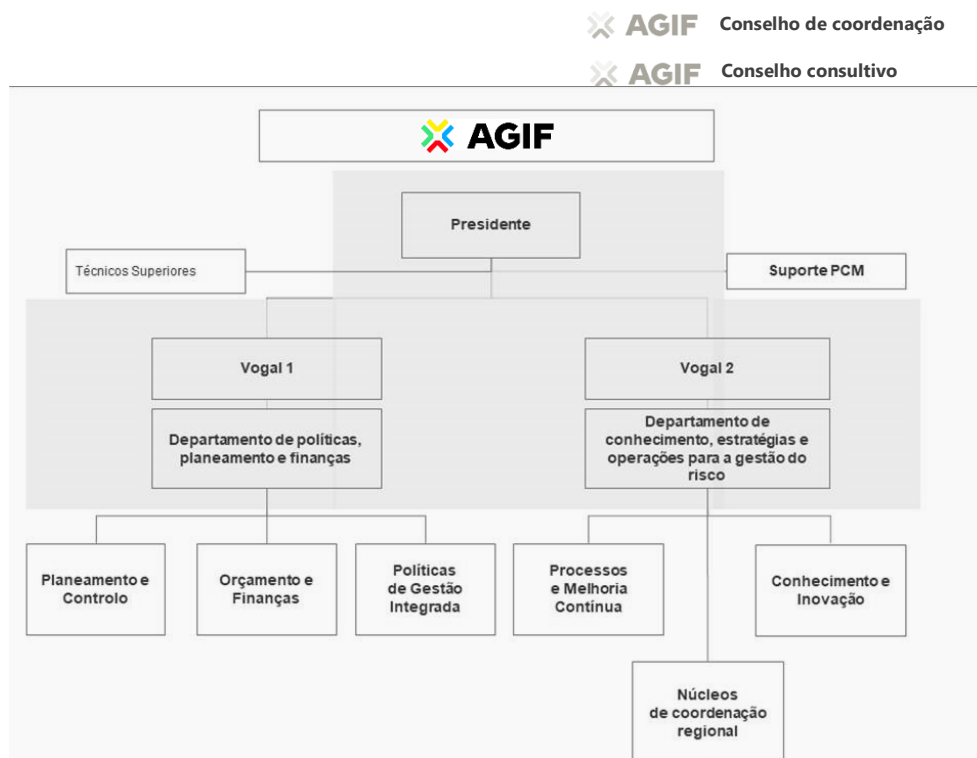 AGIF Conselho de coordenação
AGIF Conselho consultivo
AGIF
Presidente
Técnicos Superiores
Suporte PCM
Vogal 1
Vogal 2
Departamento de políticas,
planeamento e finanças
Departamento de
conhecimento, estratégias e
operações para a gestão do
risco
Planeamento e
Controlo
Orçamento e
Finanças
Políticas
de Gestão
Integrada
Processos
e Melhoria
Contínua
Conhecimento e
Inovação
Núcleos
de coordenação
regional